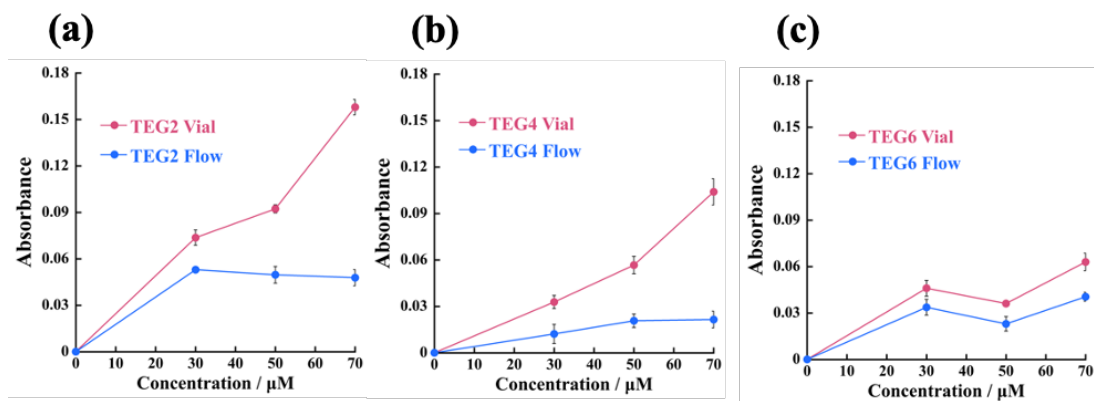 (a)
0.18
0.15
0.12
0.09
0.06
0.03
0
Absorbance
TEG2 Vial
TEG2 Flow
0 10 20 30 40 50 60 70
Concentration / μM
(b)
0.18
0.15
0.12
0.09
0.06
0.03
0
Absorbance
TEG4 Vial
TEG4 Flow
0 10 20 30 40 50 60 70
Concentration / μM
(c)
0.18
0.15
0.12
0.09
0.06
0.03
0
Absorbance
TEG6 Vial
TEG6 Flow
0 10 20 30 40 50 60 70
Concentration / μM